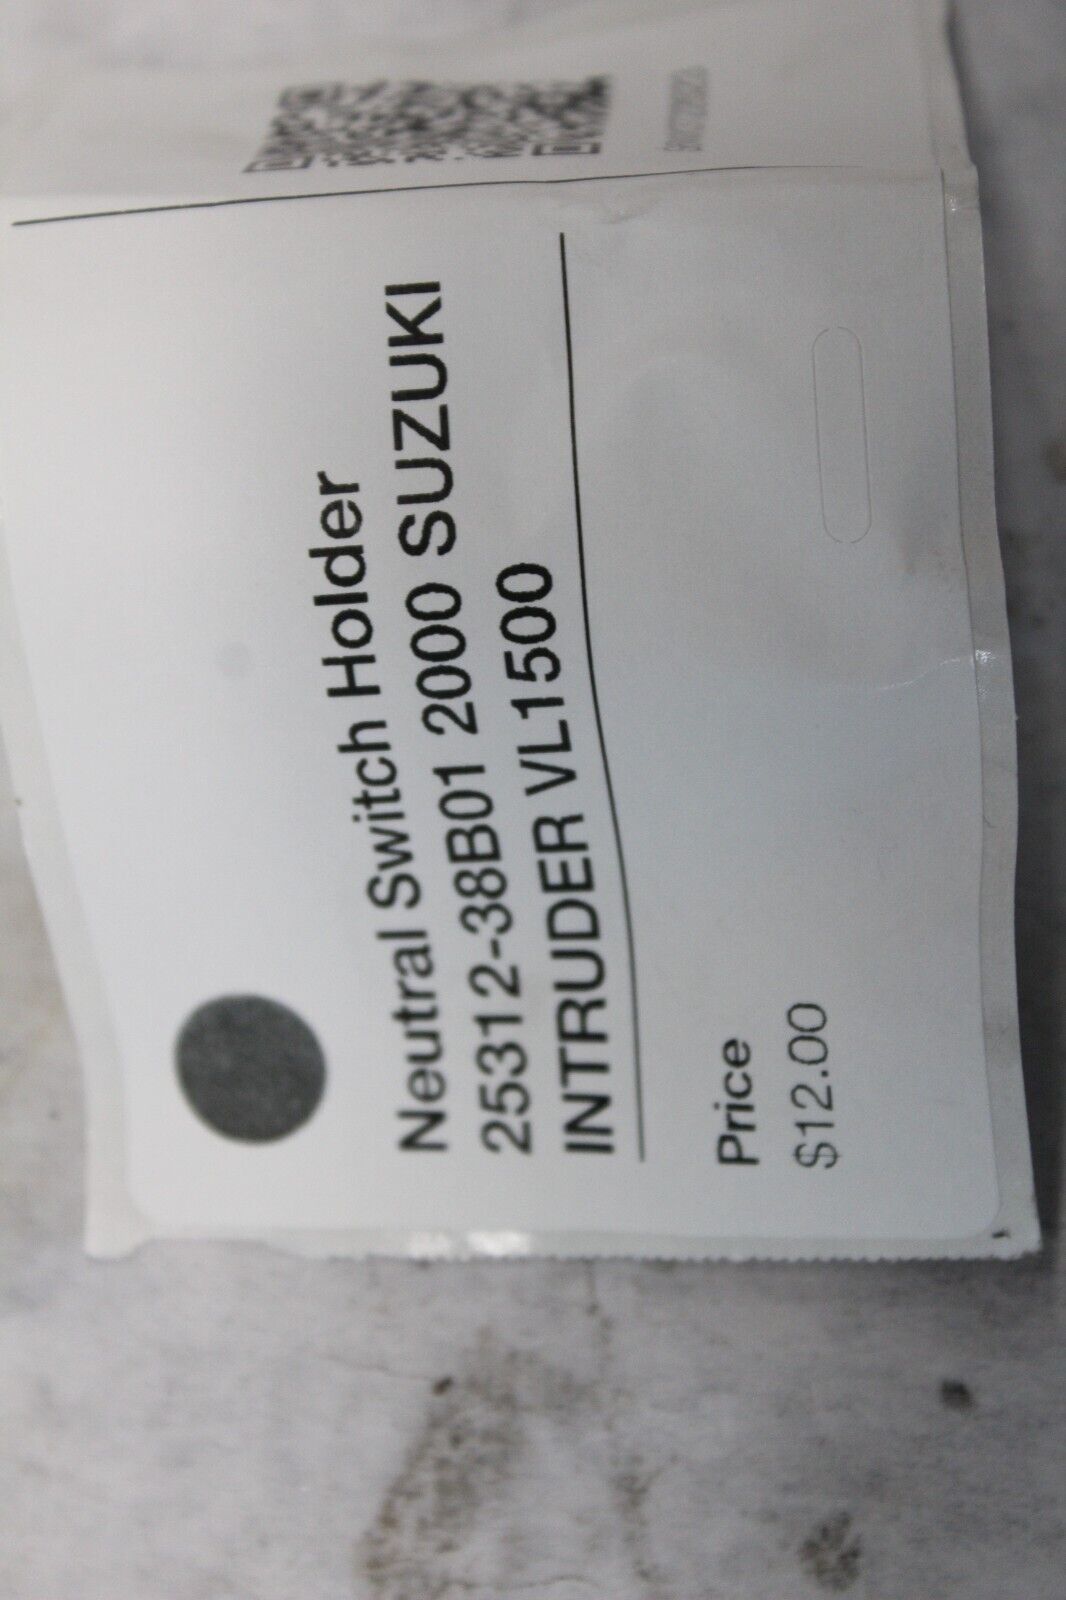 Neutral Switch Holder
25312-38B01 2000 SUZUKI
INTRUDER VL1500
Price
$12.00